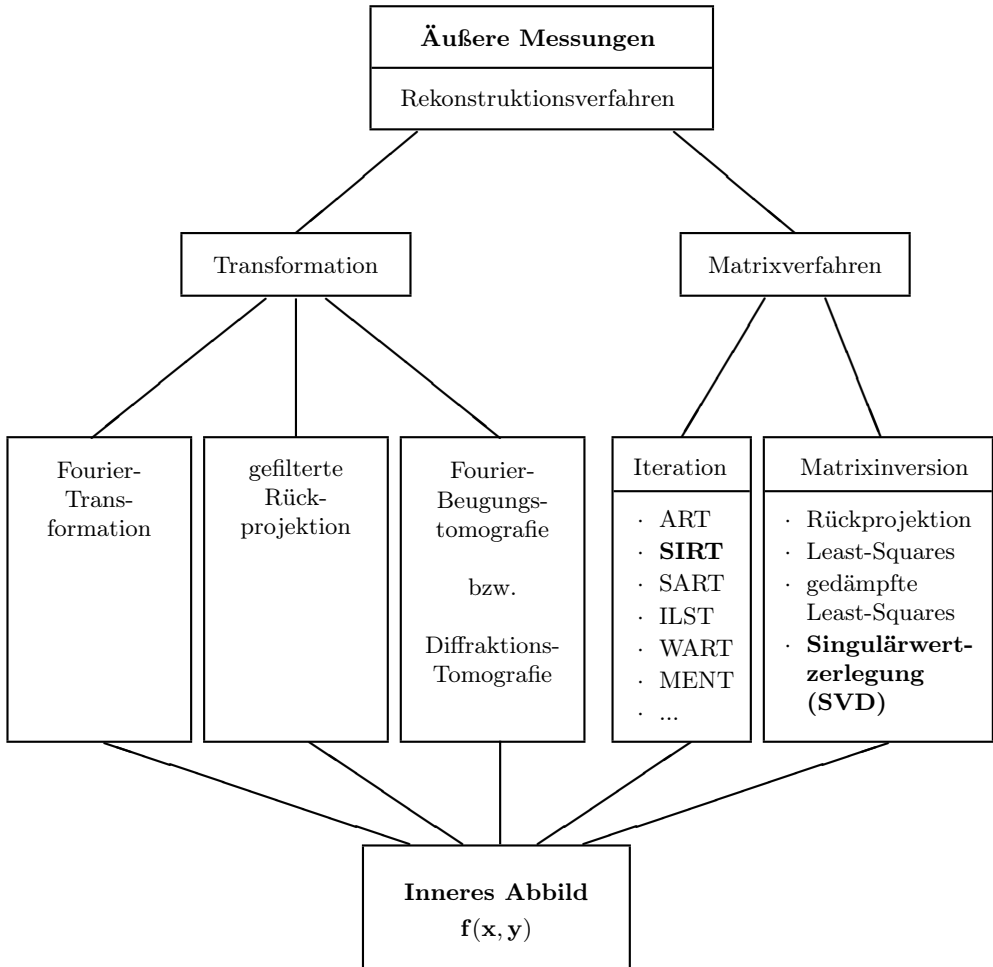 Äußere Messungen
Rekonstruktionsverfahren
Transformation
Matrixverfahren
Fourier-
Trans-
formation
gefilterte
Rück-
projektion
Fourier-
Beugungs-
tomografie
bzw.
Diffraktions-
Tomografie
Iteration
· ART
· SIRT
· SART
· ILST
· WART
· MENT
· ...
Matrixinversion
· Rückprojektion
· Least-Squares
· gedämpfte
Least-Squares
· Singulärwert-
zerlegung
(SVD)
Inneres Abbild
f(x, y)